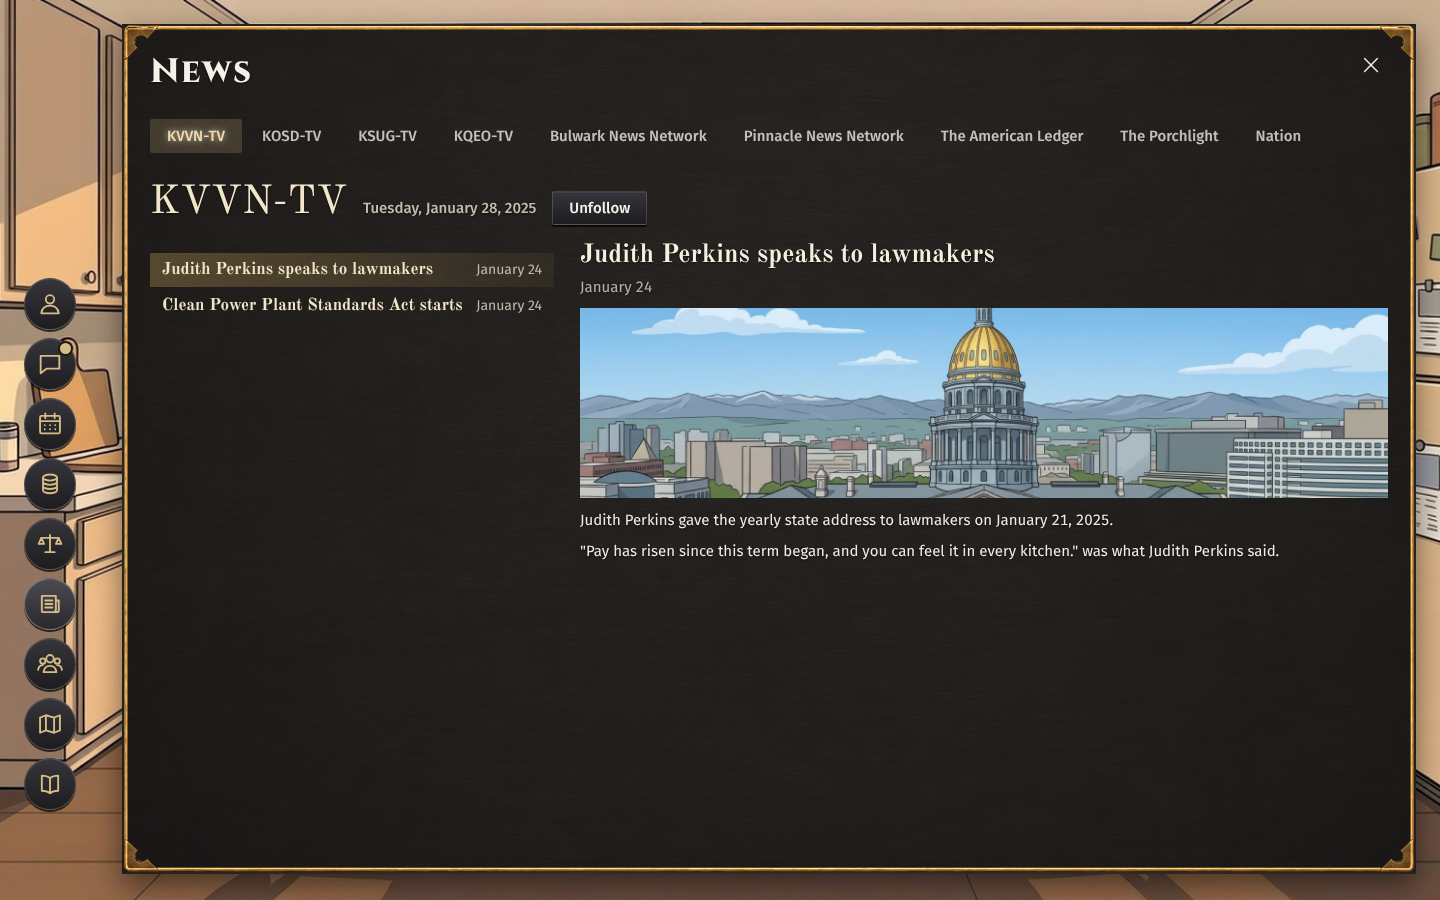 News
KVVN-TV KOSD-TV KSUG-TV KQEO-TV Bulwark News Network Pinnacle News Network The American Ledger The Porchlight Nation
KVVN-TV Tuesday, January 28, 2025 Unfollow
Judith Perkins speaks to lawmakers January 24
Clean Power Plant Standards Act starts January 24
Judith Perkins speaks to lawmakers
January 24
Judith Perkins gave the yearly state address to lawmakers on January 21, 2025.
"Pay has risen since this term began, and you can feel it in every kitchen." was what Judith Perkins said.